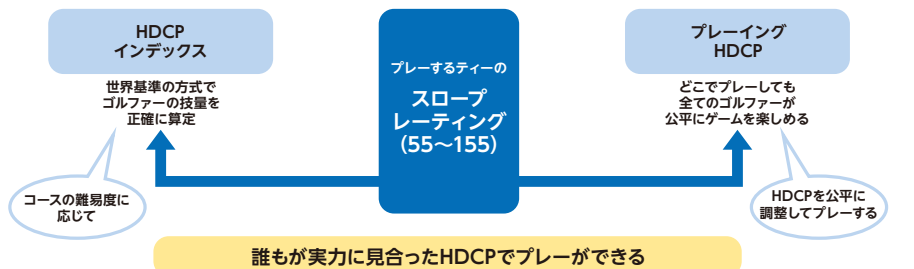 HDCP
インデックス
世界基準の方式で
ゴルファーの技量を
正確に算定
コースの難易度に
応じて
プレーするティーの
スロープ
レーティング
(55〜155)
プレーイング
HDCP
どこでプレーしても
全てのゴルファーが
公平にゲームを楽しめる
HDCPを公平に
調整してプレーする
誰もが実力に見合ったHDCPでプレーができる